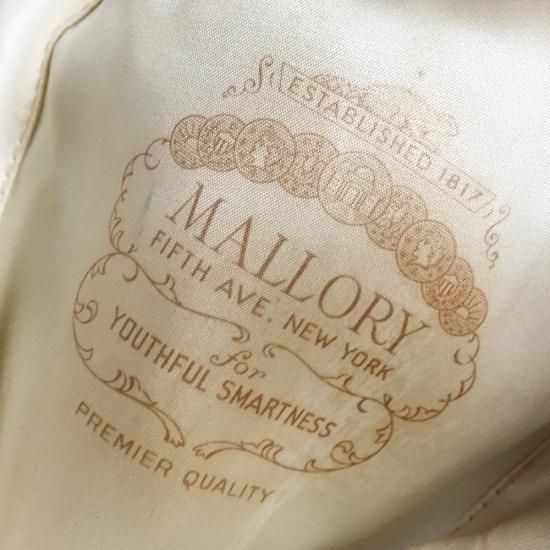 ESTABLISHED 1817
MALLORY
FIFTH AVE. NEW YORK
for
YOUTHFUL SMARTNESS
PREMIER QUALITY